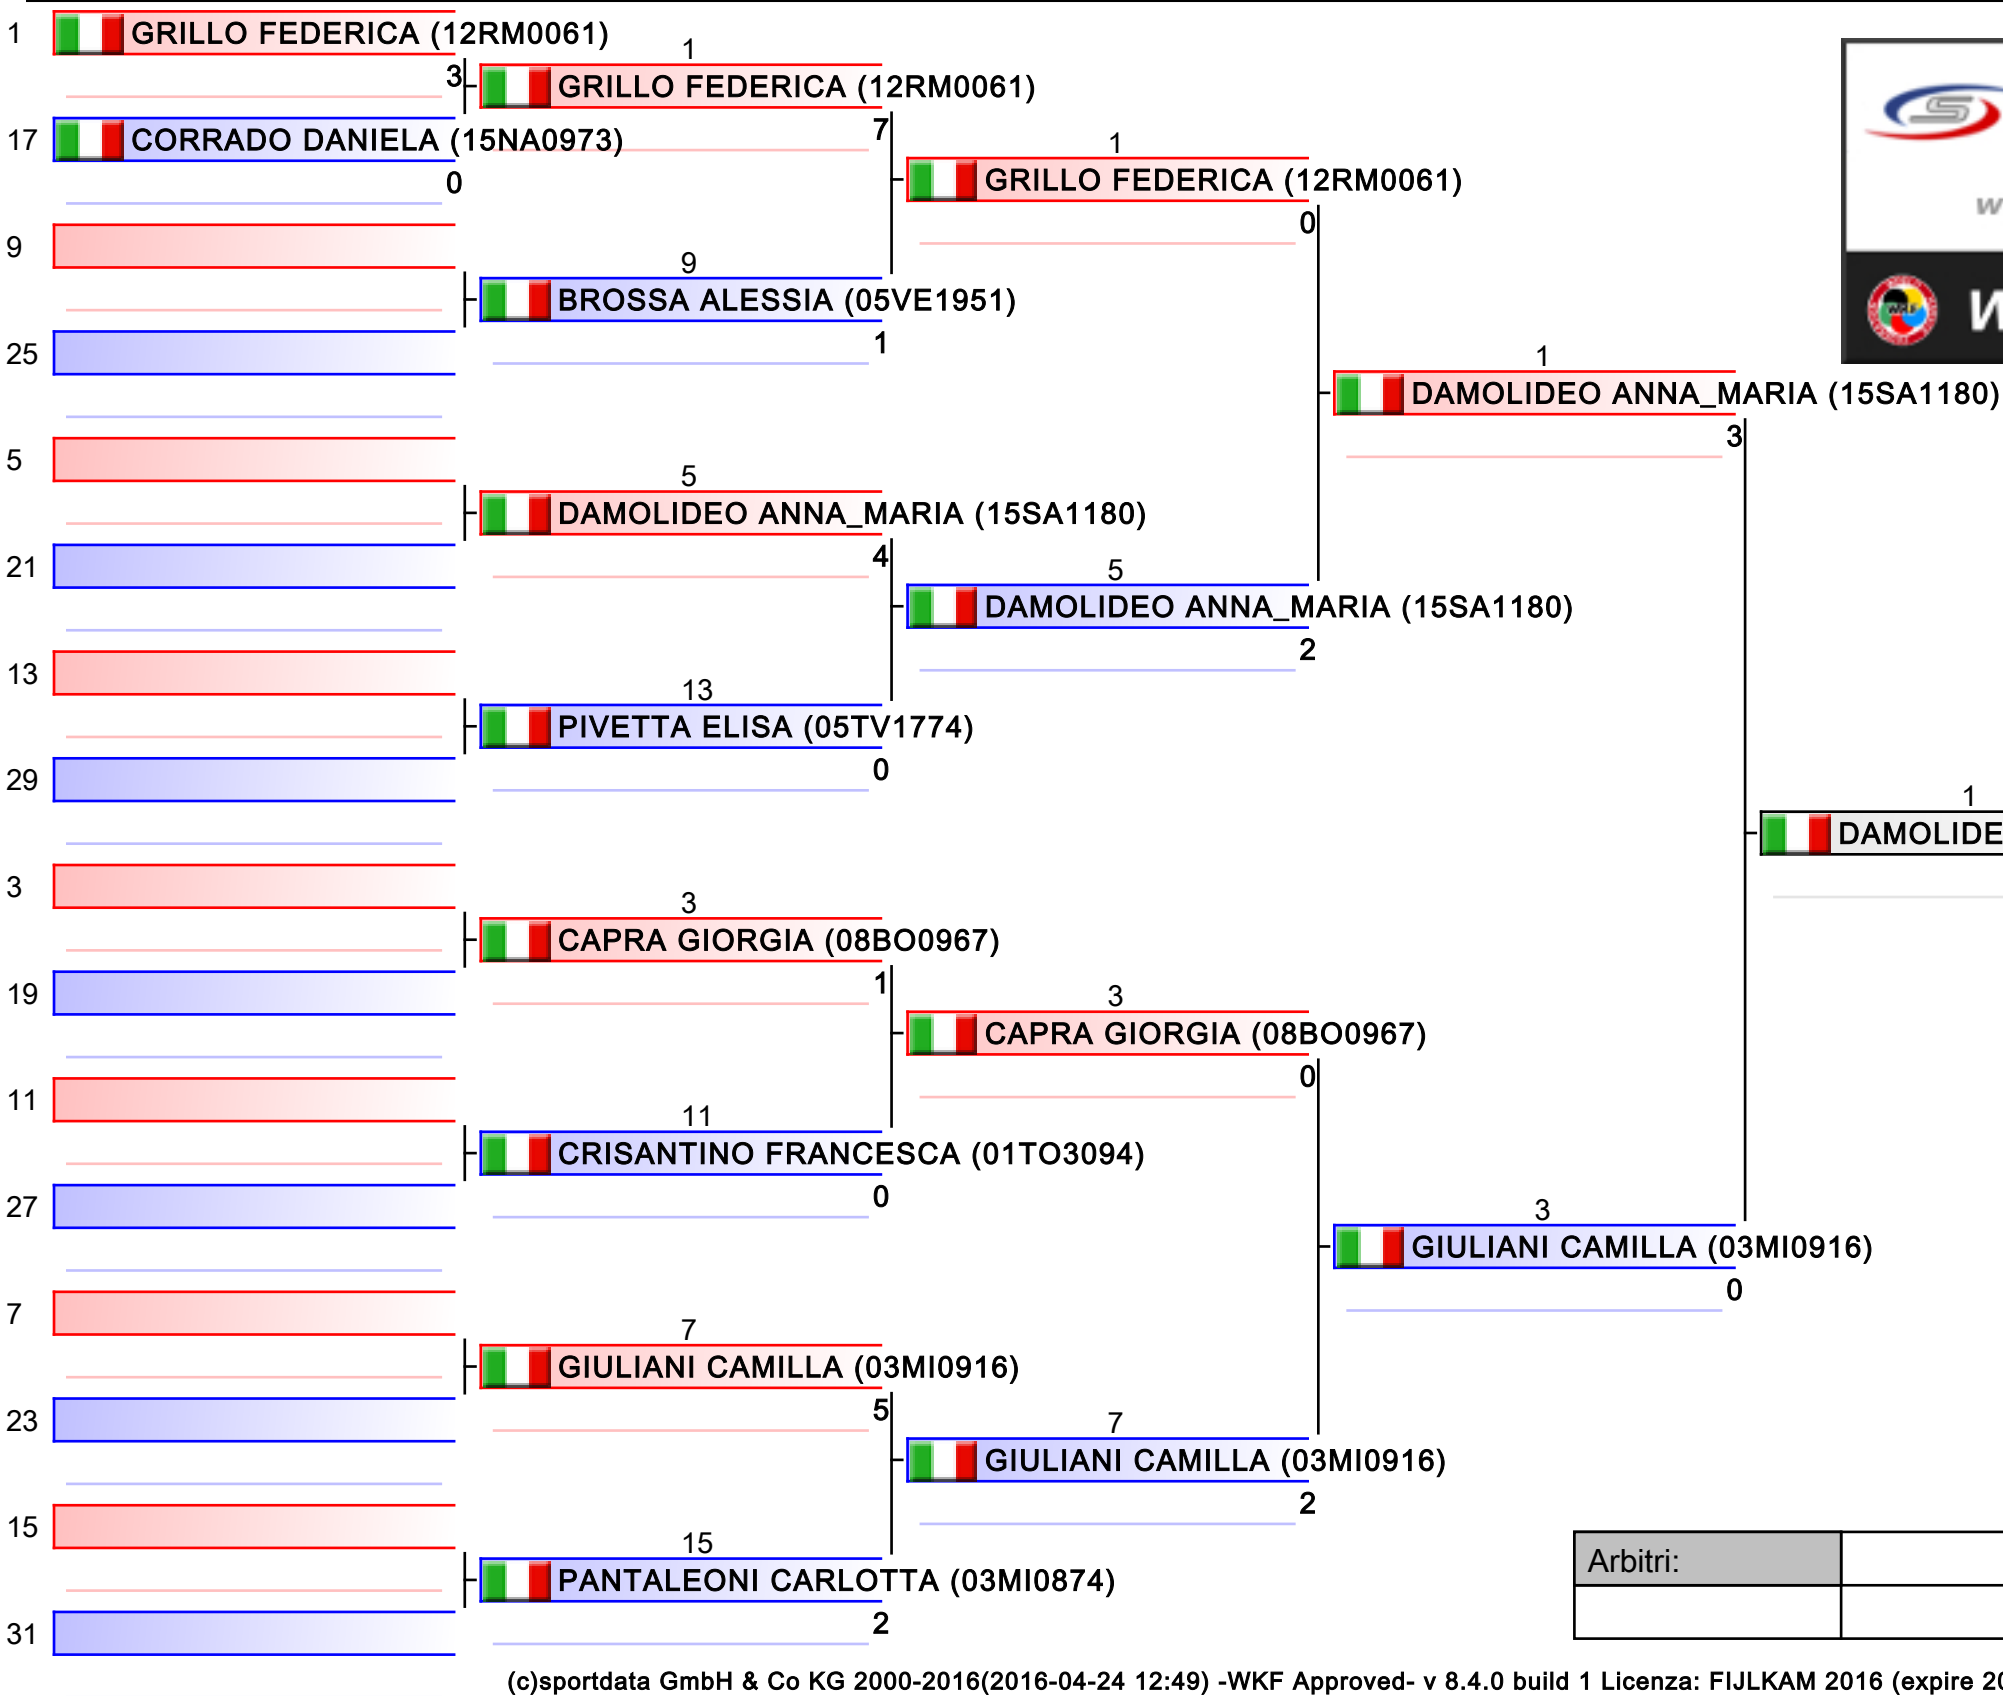 1 GRILLO FEDERICA (12RM0061)
3
1
GRILLO FEDERICA (12RM0061)
7
17 CORRADO DANIELA (15NA0973)
0
1
GRILLO FEDERICA (12RM0061)
0
9
9
BROSSA ALESSIA (05VE1951)
1
25
1
DAMOLIDEO ANNA_MARIA (15SA1180)
3
5
5
DAMOLIDEO ANNA_MARIA (15SA1180)
4
21
5
DAMOLIDEO ANNA_MARIA (15SA1180)
2
13
13
PIVETTA ELISA (05TV1774)
0
29
1
DAMOLIDE
3
3
CAPRA GIORGIA (08BO0967)
1
19
3
CAPRA GIORGIA (08BO0967)
0
11
11
CRISANTINO FRANCESCA (01TO3094)
0
27
3
GIULIANI CAMILLA (03MI0916)
0
7
7
GIULIANI CAMILLA (03MI0916)
5
23
7
GIULIANI CAMILLA (03MI0916)
2
15
15
PANTALEONI CARLOTTA (03MI0874)
2
31
Arbitri:
(c)sportdata GmbH & Co KG 2000-2016(2016-04-24 12:49) -WKF Approved- v 8.4.0 build 1 Licenza: FIJLKAM 2016 (expire 20